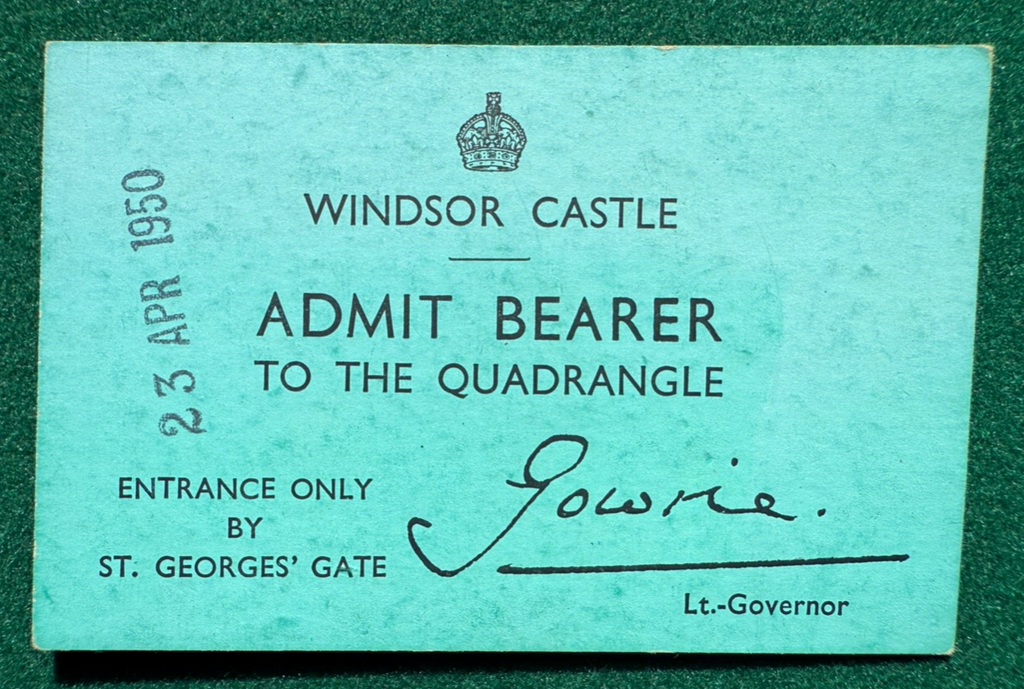 WINDSOR CASTLE
23 APR 1950
ADMIT BEARER
TO THE QUADRANGLE
ENTRANCE ONLY
BY
ST. GEORGES' GATE
Gowrie.
Lt.-Governor